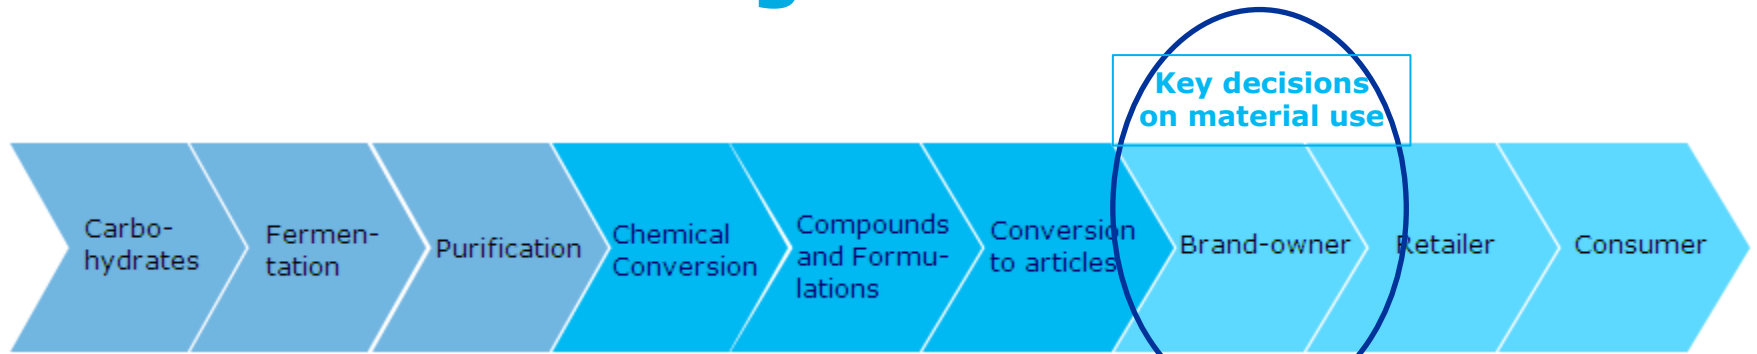 Key decisions
on material use
Carbo-
hydrates
Fermen-
tation
Purification
Chemical
Conversion
Compounds
and Formu-
lations
Conversion
to articles
Brand-owner
Retailer
Consumer